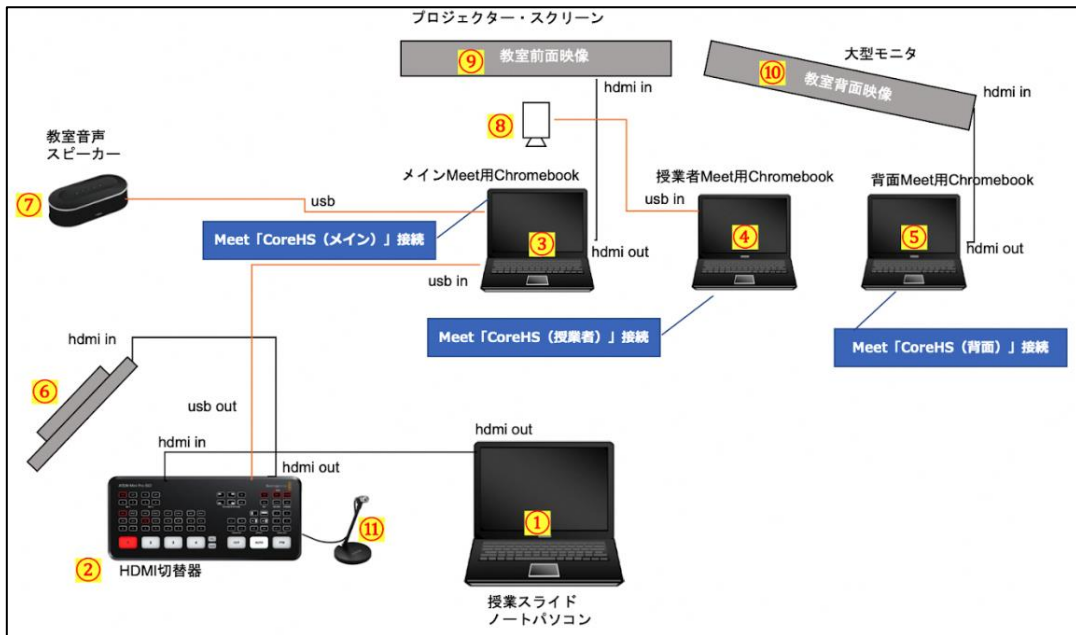 プロジェクター・スクリーン
⑨ 教室前面映像
hdmi in
大型モニタ
⑩ 教室背面映像
hdmi in
⑧
教室音声
スピーカー
⑦
usb
メインMeet用Chromebook
③
hdmi out
usb in
Meet「CoreHS（メイン）」接続
授業者Meet用Chromebook
usb in
④
Meet「CoreHS（授業者）」接続
背面Meet用Chromebook
⑤
hdmi out
Meet「CoreHS（背面）」接続
hdmi in
⑥
usb out
hdmi in
hdmi out
hdmi out
⑪
①
② HDMI切替器
授業スライド
ノートパソコン